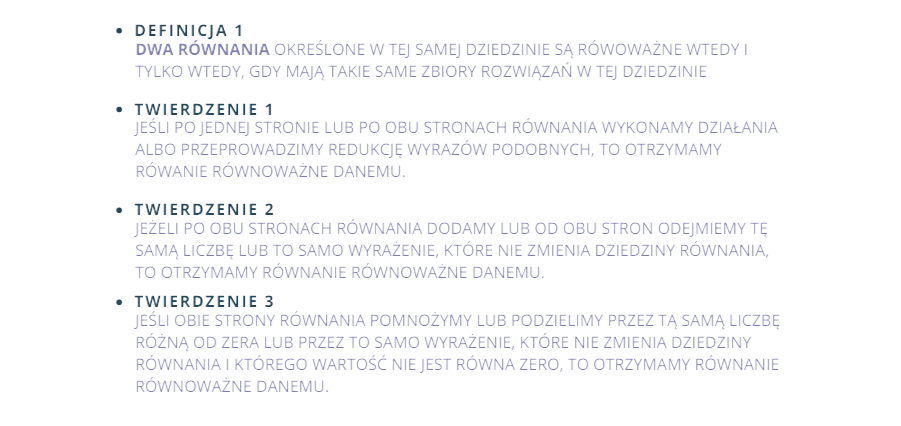 DEFINICJA 1
DWA RÓWNANIA OKREŚLONE W TEJ SAMEJ DZIEDZINIE SĄ RÓWOWAŻNE WTEDY I
TYLKO WTEDY, GDY MAJĄ TAKIE SAME ZBIORY ROZWIĄZAŃ W TEJ DZIEDZINIE
TWIERDZENIE 1
JEŚLI PO JEDNEJ STRONIE LUB PO OBU STRONACH RÓWNANIA WYKONAMY DZIAŁANIA
ALBO PRZEPROWADZIMY REDUKCJĘ WYRAZÓW PODOBNYCH, TO OTRZYMAMY
RÓWANIE RÓWNOWAŻNE DANEMU.
TWIERDZENIE 2
JEŻELI PO OBU STRONACH RÓWNANIA DODAMY LUB OD OBU STRON ODEJMIEMY TĘ
SAMĄ LICZBĘ LUB TO SAMO WYRAŻENIE, KTÓRE NIE ZMIENIA DZIEDZINY RÓWNANIA,
TO OTRZYMAMY RÓWNANIE RÓWNOWAŻNE DANEMU.
TWIERDZENIE 3
JEŚLI OBIE STRONY RÓWNANIA POMNOŻYMY LUB PODZIELIMY PRZEZ TĄ SAMĄ LICZBĘ
RÓŻNĄ OD ZERA LUB PRZEZ TO SAMO WYRAŻENIE, KTÓRE NIE ZMIENIA DZIEDZINY
RÓWNANIA I KTÓREGO WARTOŚĆ NIE JEST RÓWNA ZERO, TO OTRZYMAMY RÓWNANIE
RÓWNOWAŻNE DANEMU.